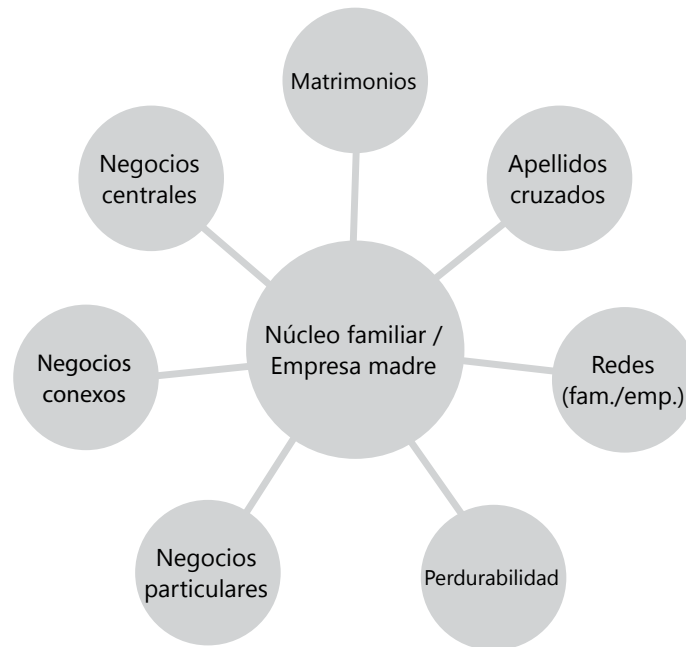 Matrimonios
Negocios
centrales
Apellidos
cruzados
Núcleo familiar /
Empresa madre
Negocios
conexos
Redes
(fam./emp.)
Negocios
particulares
Perdurabilidad